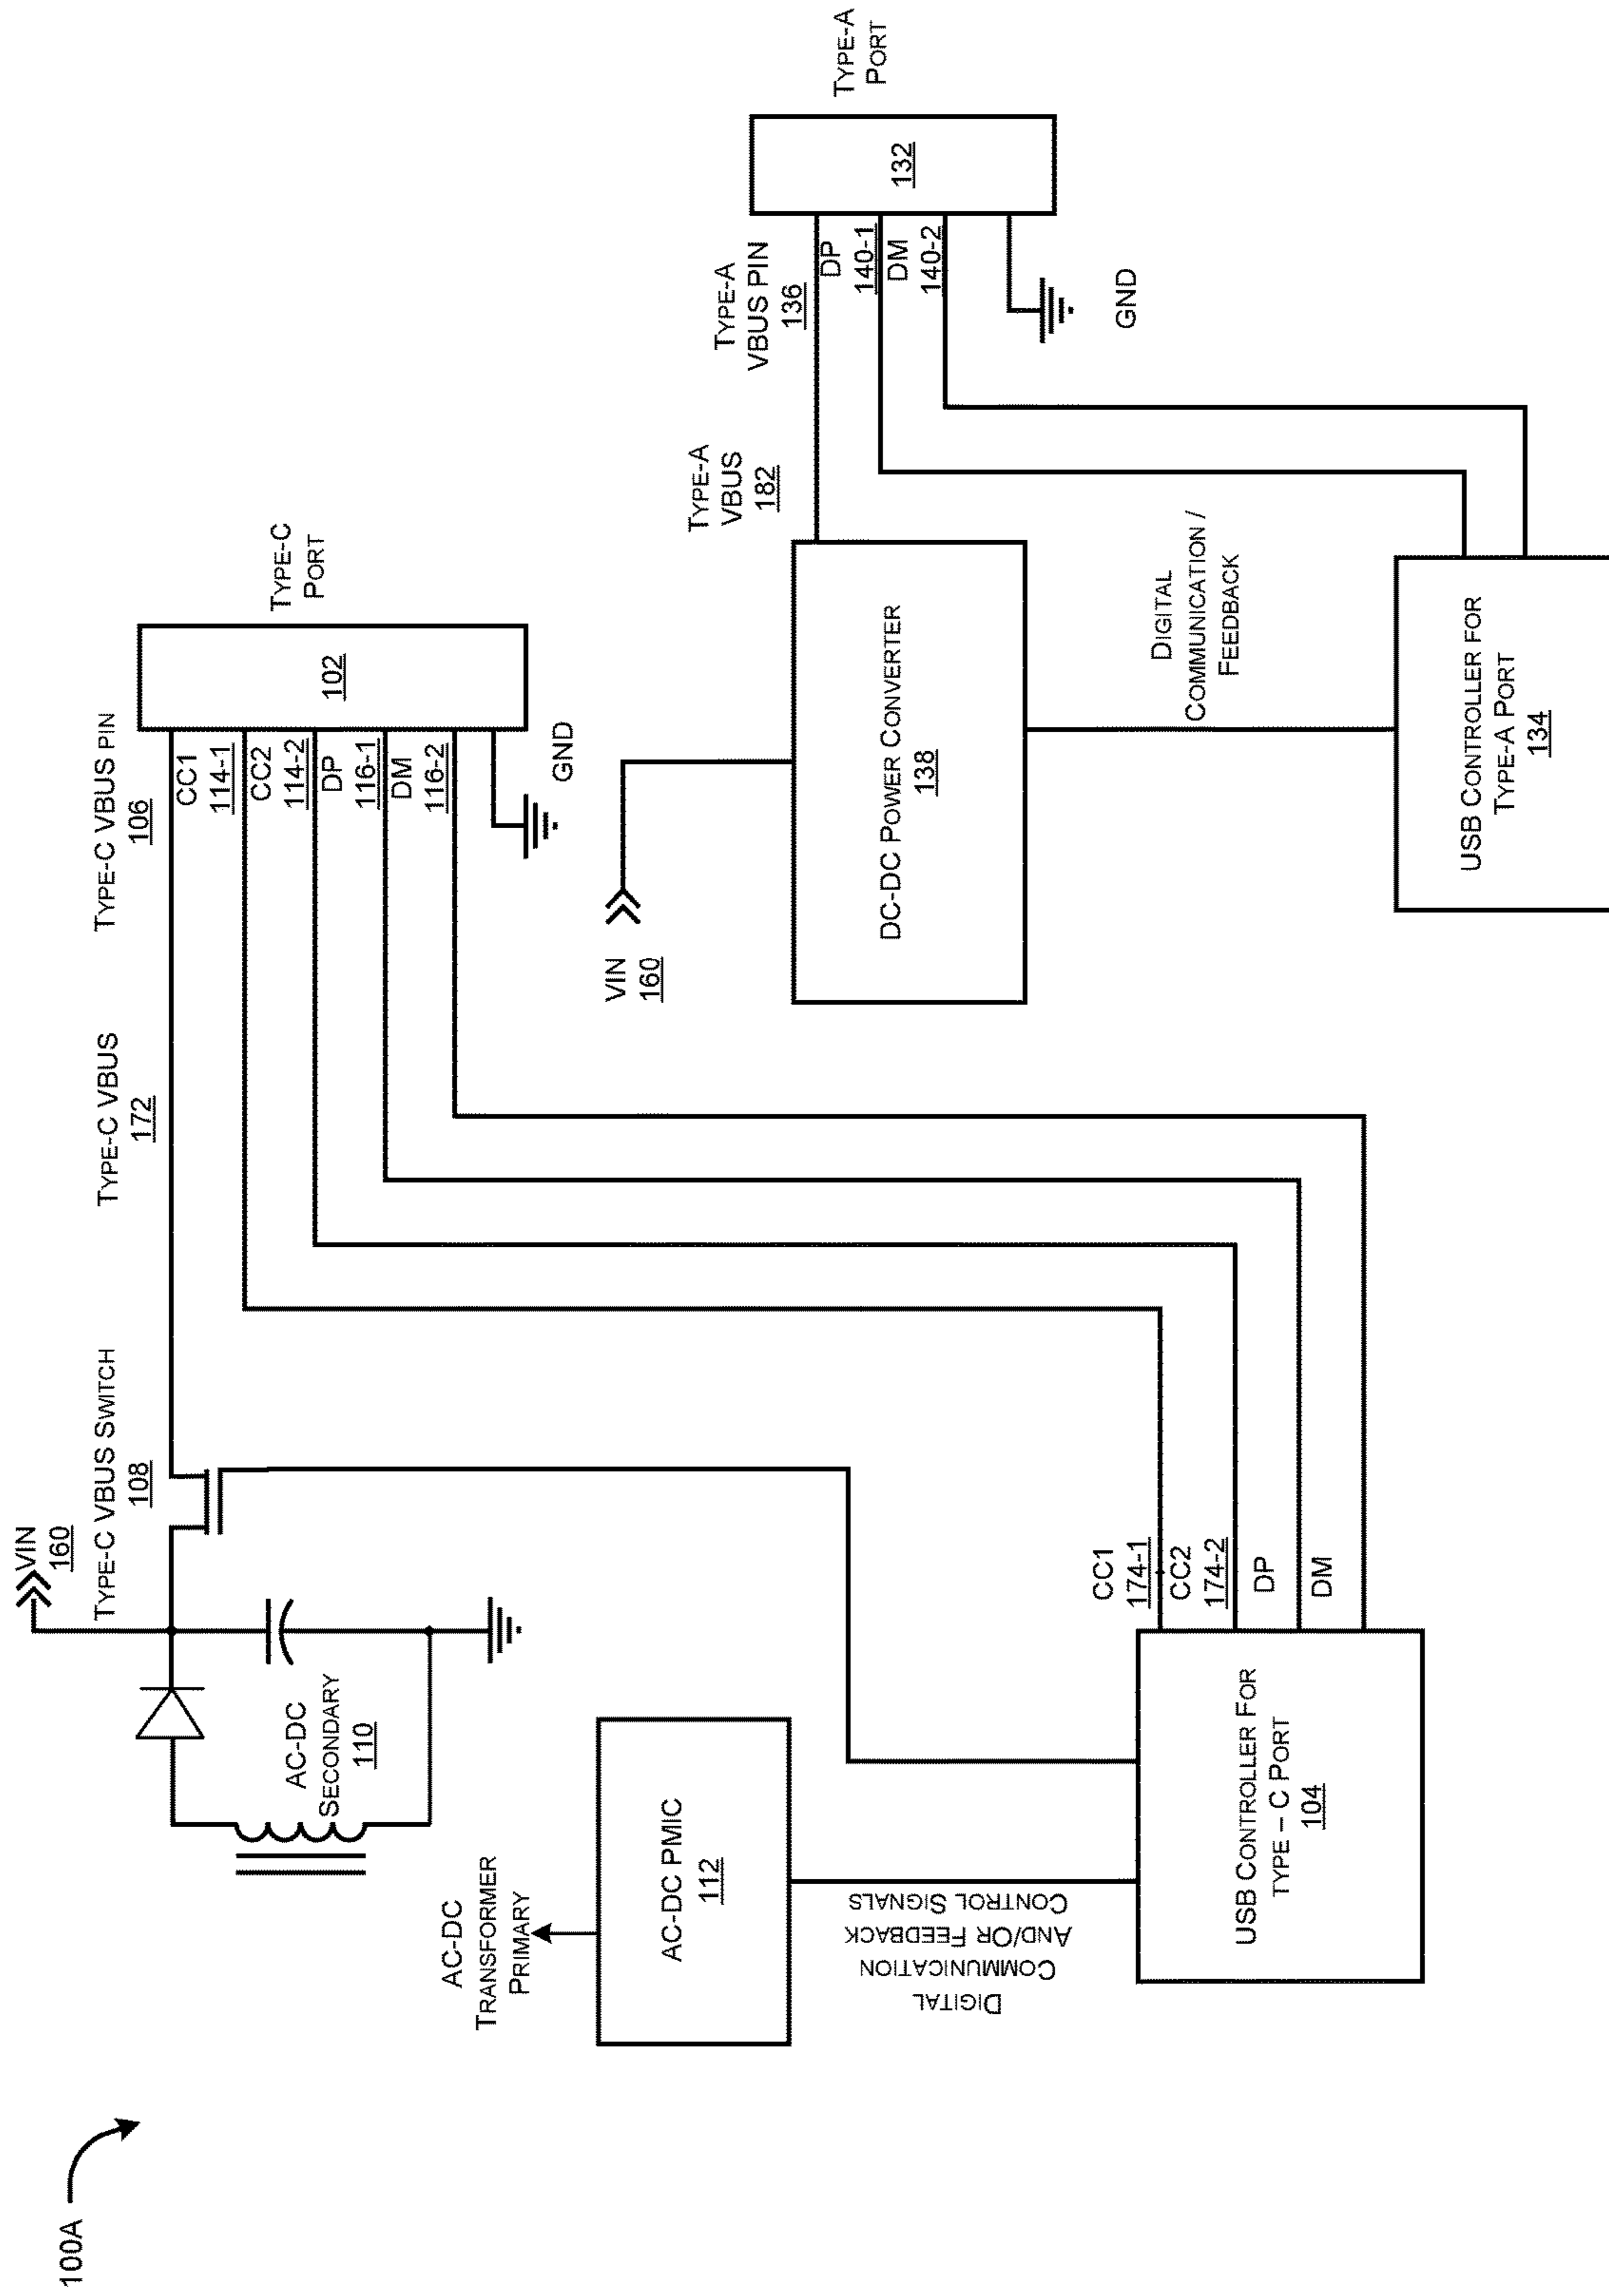 100A
VIN
160
TYPE-C VBUS SWITCH
108
TYPE-C VBUS
172
TYPE-C VBUS PIN
106
AC-DC
SECONDARY
110
CC1
114-1
CC2
114-2
DP
116-1
DM
116-2
GND
102
TYPE-C
PORT
AC-DC
TRANSFORMER
PRIMARY
AC-DC PMIC
112
DIGITAL
COMMUNICATION
AND/OR FEEDBACK
CONTROL SIGNALS
CC1
174-1
CC2
174-2
DP
DM
USB CONTROLLER FOR
TYPE – C PORT
104
VIN
160
TYPE-A
VBUS
182
TYPE-A
VBUS PIN
136
DP
140-1
DM
140-2
GND
132
TYPE-A
PORT
DC-DC POWER CONVERTER
138
DIGITAL
COMMUNICATION /
FEEDBACK
USB CONTROLLER FOR
TYPE-A PORT
134